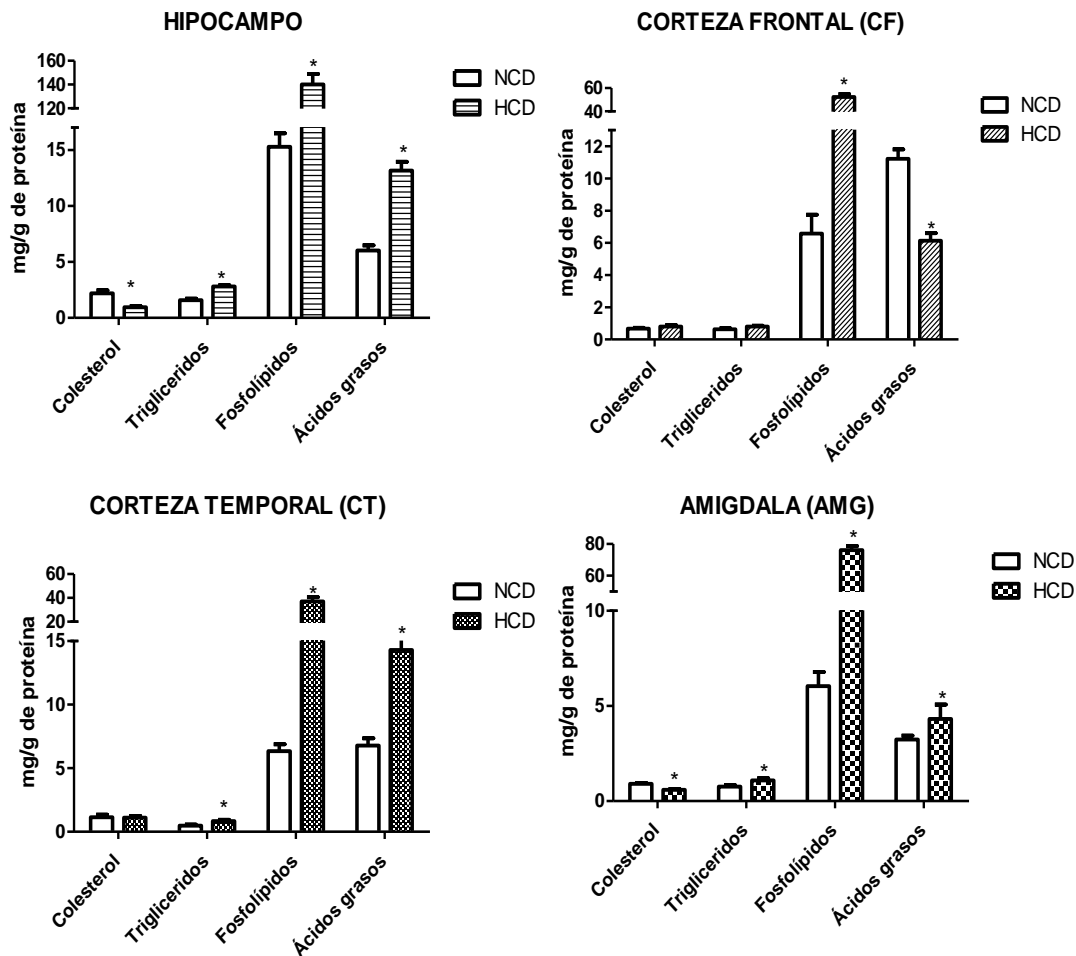 HIPOCAMPO
mg/g de proteína
160
140
120
15
10
5
0
*
*
*
*
NCD
HCD
Colesterol
Trigliceridos
Fosfolípidos
Ácidos grasos
CORTEZA FRONTAL (CF)
mg/g de proteína
60
40
12
10
8
6
4
2
0
*
*
NCD
HCD
Colesterol
Trigliceridos
Fosfolípidos
Ácidos grasos
CORTEZA TEMPORAL (CT)
mg/g de proteína
60
40
20
15
10
5
0
*
*
*
NCD
HCD
Colesterol
Trigliceridos
Fosfolípidos
Ácidos grasos
AMIGDALA (AMG)
mg/g de proteína
80
60
10
5
0
*
*
*
*
NCD
HCD
Colesterol
Trigliceridos
Fosfolípidos
Ácidos grasos